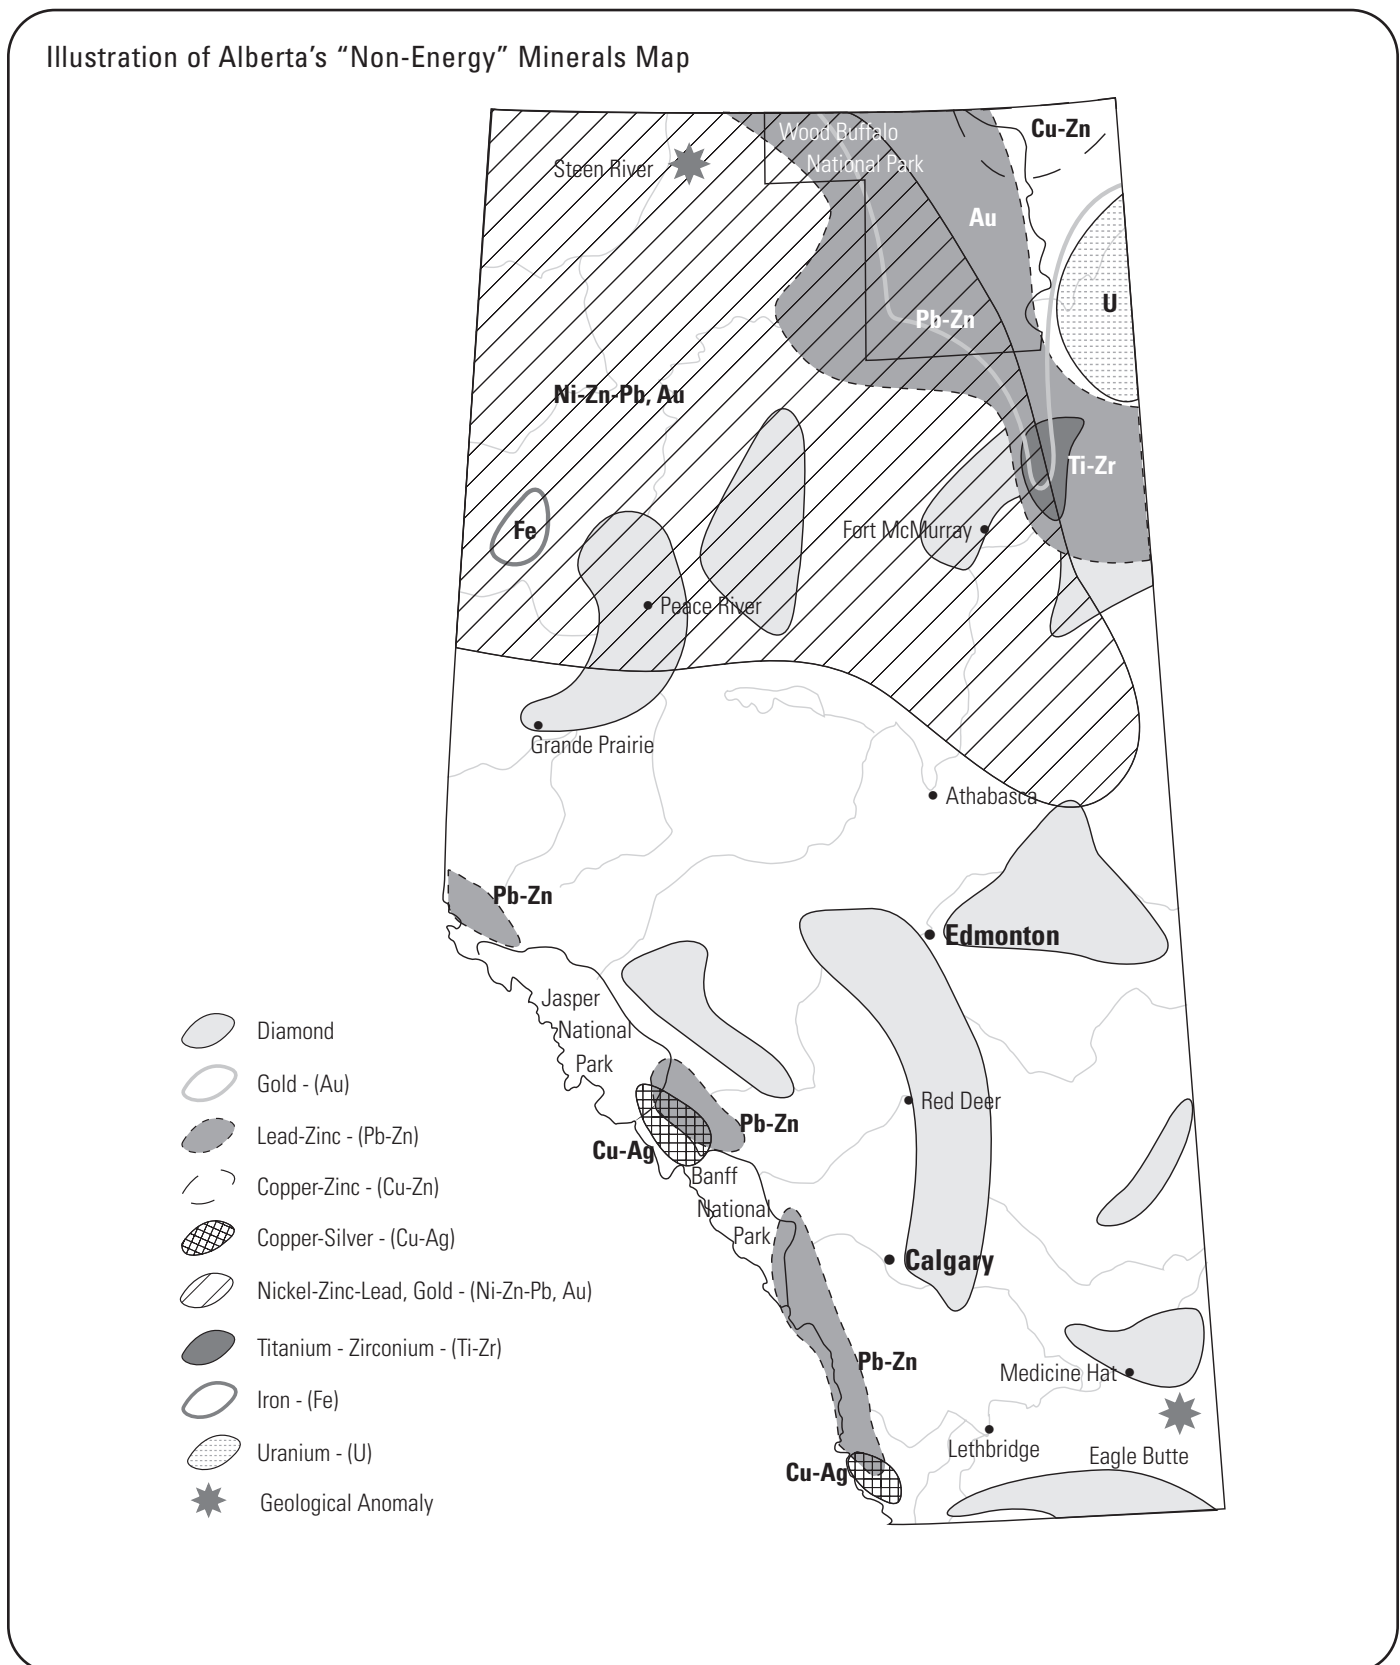 Illustration of Alberta’s “Non-Energy” Minerals Map
Cu-Zn
Wood Buffalo
National Park
Steen River
Au
U
Pb-Zn
Ni-Zn-Pb, Au
Ti-Zr
Fe
Fort McMurray
Peace River
Grande Prairie
Athabasca
Pb-Zn
Edmonton
Jasper
National
Park
Red Deer
Pb-Zn
Cu-Ag
Banff
National
Park
Calgary
Pb-Zn
Medicine Hat
Lethbridge
Eagle Butte
Cu-Ag
Diamond
Gold - (Au)
Lead-Zinc - (Pb-Zn)
Copper-Zinc - (Cu-Zn)
Copper-Silver - (Cu-Ag)
Nickel-Zinc-Lead, Gold - (Ni-Zn-Pb, Au)
Titanium - Zirconium - (Ti-Zr)
Iron - (Fe)
Uranium - (U)
Geological Anomaly